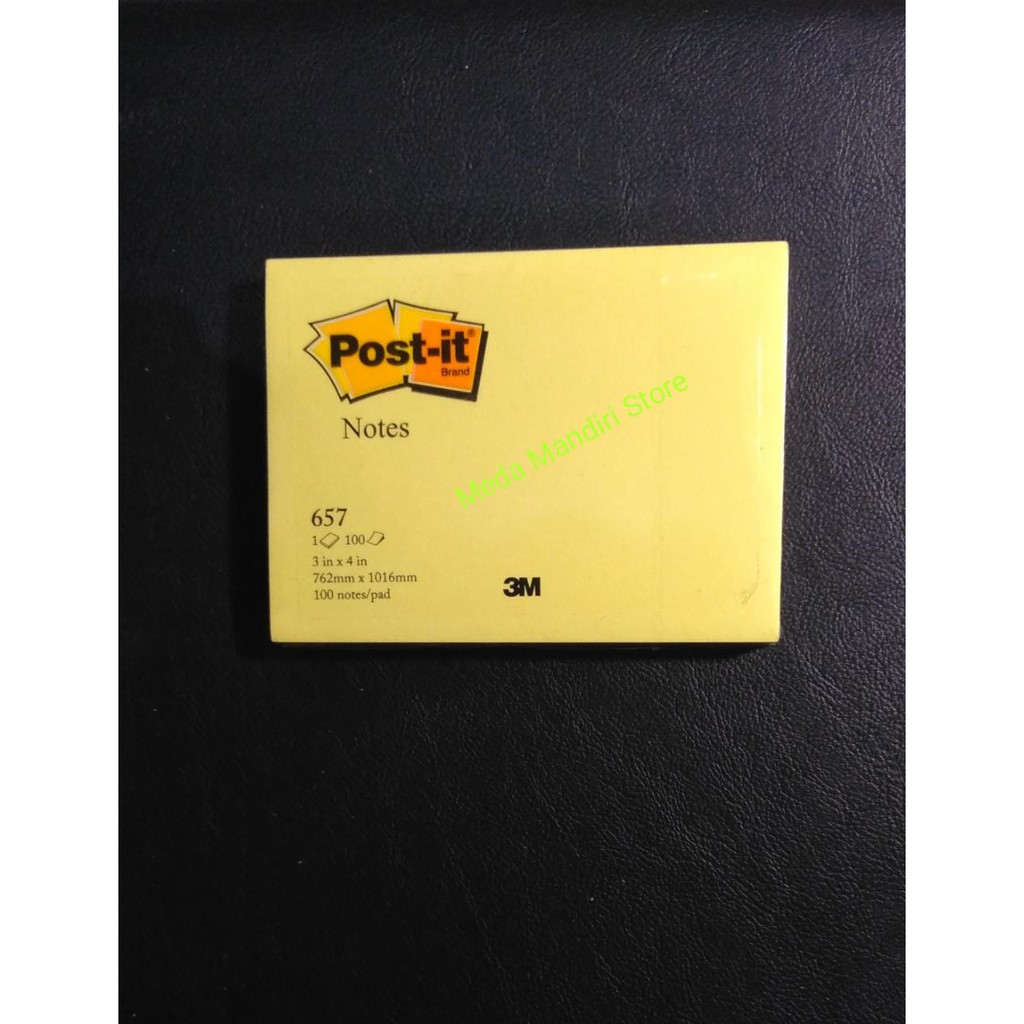 Post-it®
Brand
Notes
Meda Mandiri Store
657
1 100
3 in x 4 in
762mm x 1016mm
100 notes/pad
3M